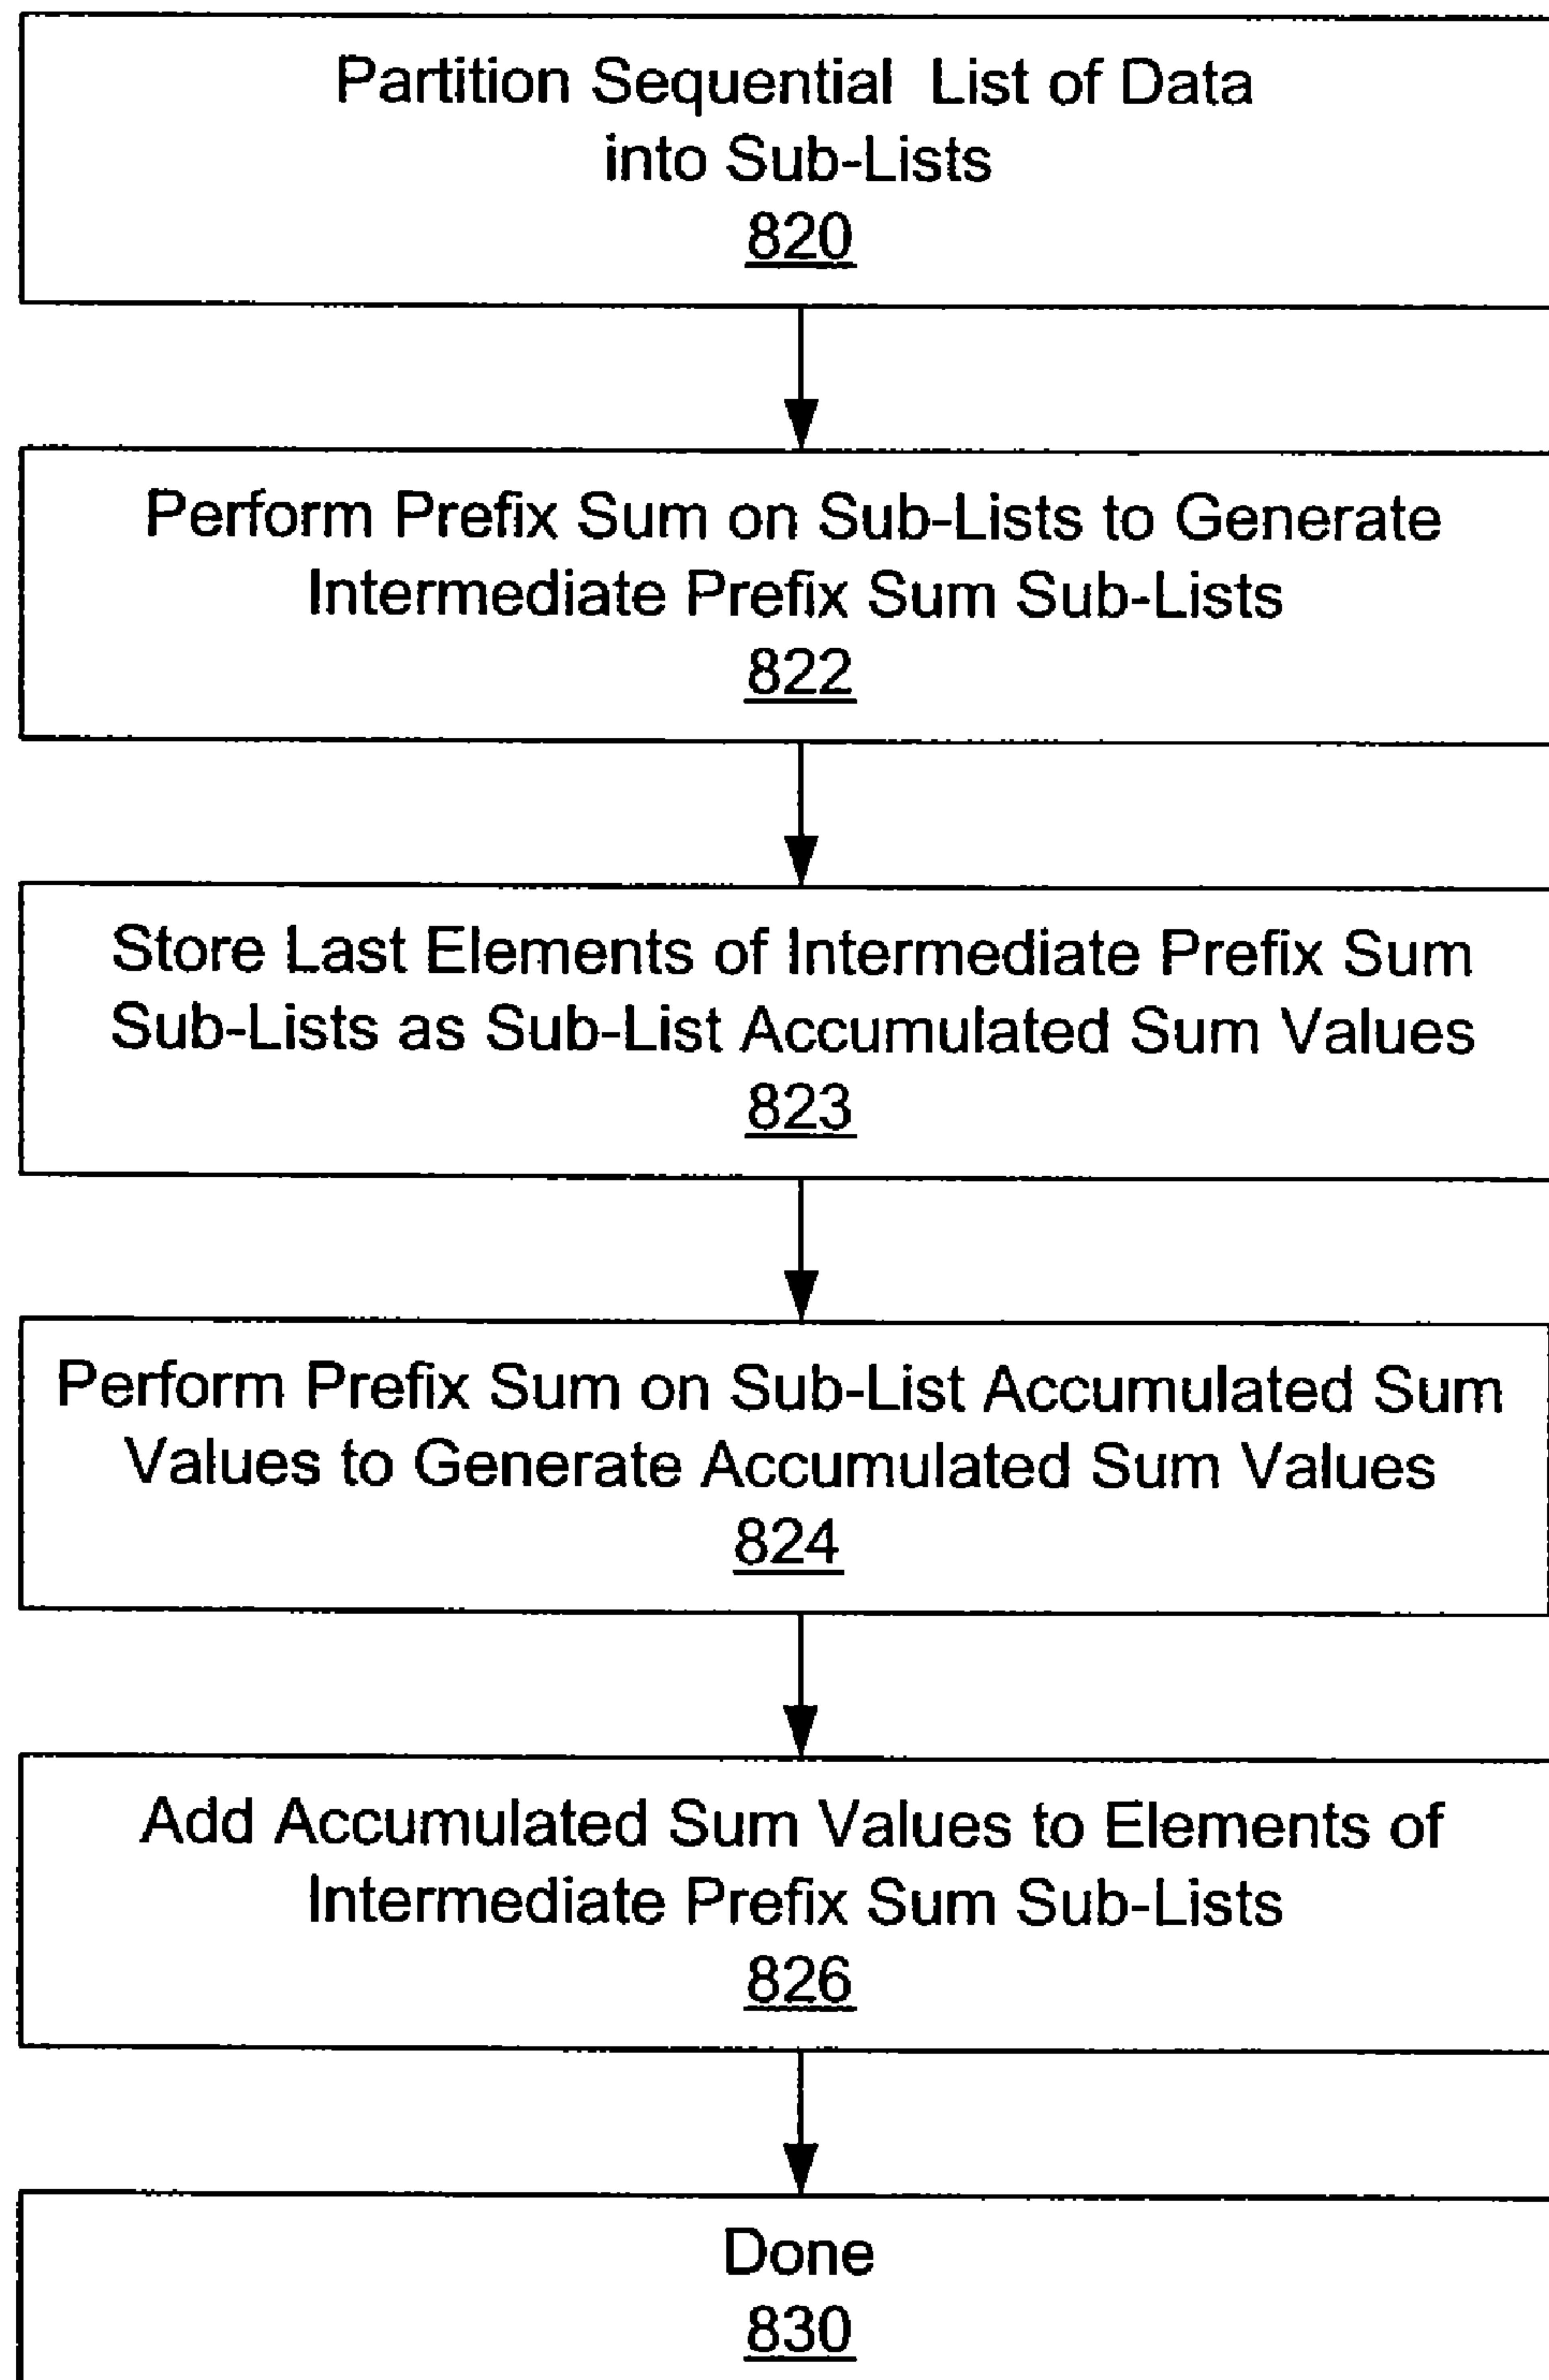 Partition Sequential List of Data
into Sub-Lists
820
Perform Prefix Sum on Sub-Lists to Generate
Intermediate Prefix Sum Sub-Lists
822
Store Last Elements of Intermediate Prefix Sum
Sub-Lists as Sub-List Accumulated Sum Values
823
Perform Prefix Sum on Sub-List Accumulated Sum
Values to Generate Accumulated Sum Values
824
Add Accumulated Sum Values to Elements of
Intermediate Prefix Sum Sub-Lists
826
Done
830